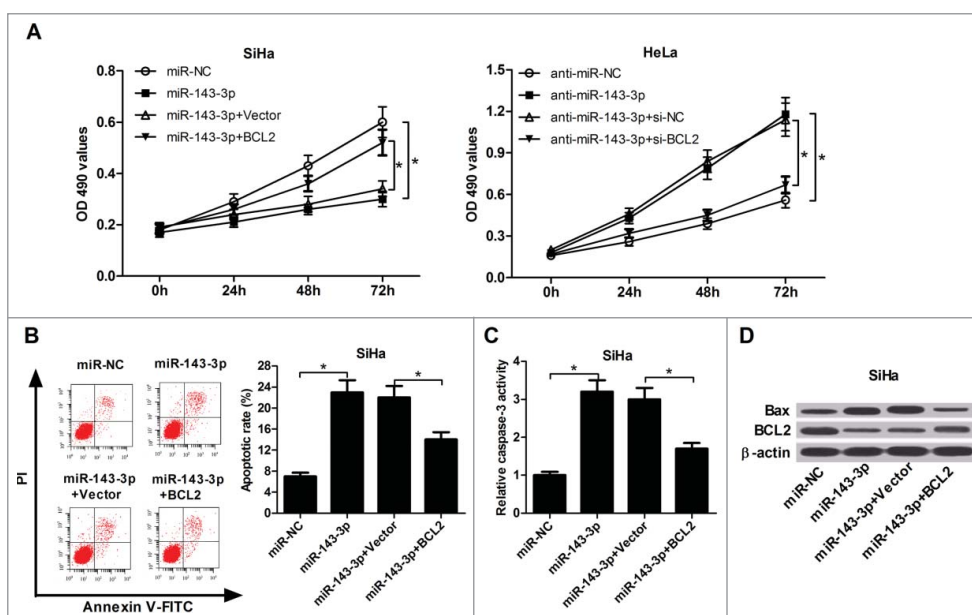 A
SiHa
miR-NC
miR-143-3p
miR-143-3p+Vector
miR-143-3p+BCL2
OD 490 values
0.8
0.6
0.4
0.2
0.0
0h 24h 48h 72h
*
*
HeLa
anti-miR-NC
anti-miR-143-3p
anti-miR-143-3p+si-NC
anti-miR-143-3p+si-BCL2
OD 490 values
1.5
1.2
0.9
0.6
0.3
0.0
0h 24h 48h 72h
*
*
B
miR-NC miR-143-3p
miR-143-3p
+Vector
miR-143-3p
+BCL2
PI
Annexin V-FITC
SiHa
Apoptotic rate (%)
28
24
20
16
12
8
4
0
*
*
miR-NC
miR-143-3p
miR-143-3p+Vector
miR-143-3p+BCL2
C
SiHa
Relative caspase-3 activity
4
3
2
1
0
*
*
miR-NC
miR-143-3p
miR-143-3p+Vector
miR-143-3p+BCL2
D
SiHa
Bax
BCL2
β-actin
miR-NC
miR-143-3p
miR-143-3p+Vector
miR-143-3p+BCL2